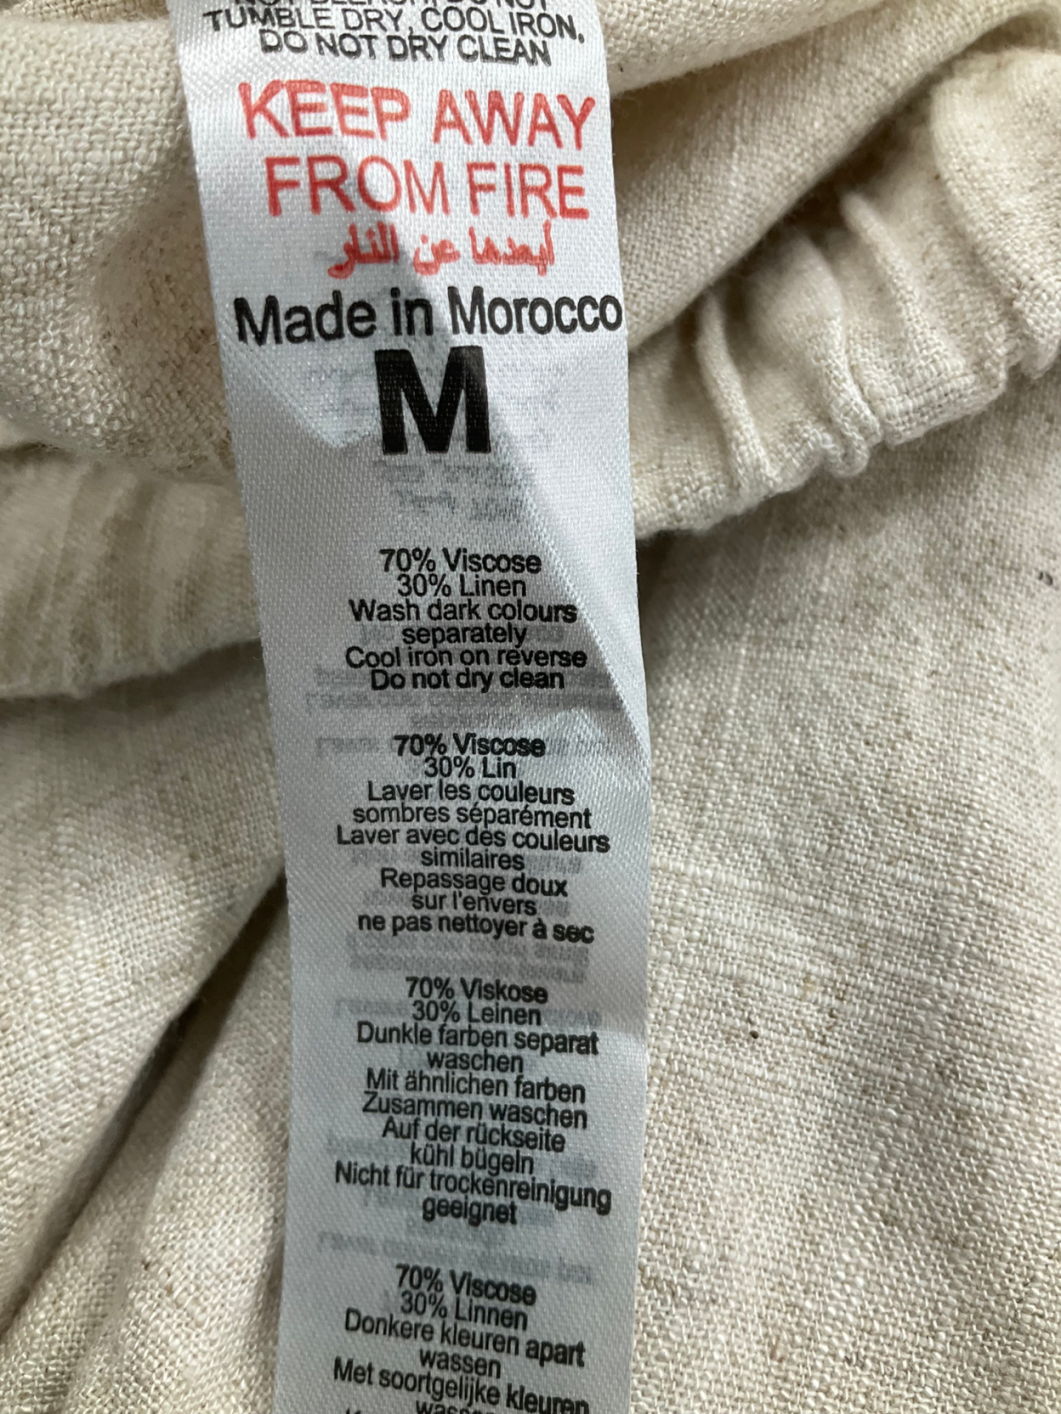 TUMBLE DRY, COOL IRON,
DO NOT DRY CLEAN
KEEP AWAY
FROM FIRE
أبعدها عن النار
Made in Morocco
M
70% Viscose
30% Linen
Wash dark colours
separately
Cool iron on reverse
Do not dry clean
70% Viscose
30% Lin
Laver les couleurs
sombres séparément
Laver avec des couleurs
similaires
Repassage doux
sur l'envers
ne pas nettoyer à sec
70% Viskose
30% Leinen
Dunkle farben separat
waschen
Mit ähnlichen farben
Zusammen waschen
Auf der rückseite
kühl bügeln
Nicht für trockenreinigung
geeignet
70% Viscose
30% Linnen
Donkere kleuren apart
wassen
Met soortgelijke kleuren